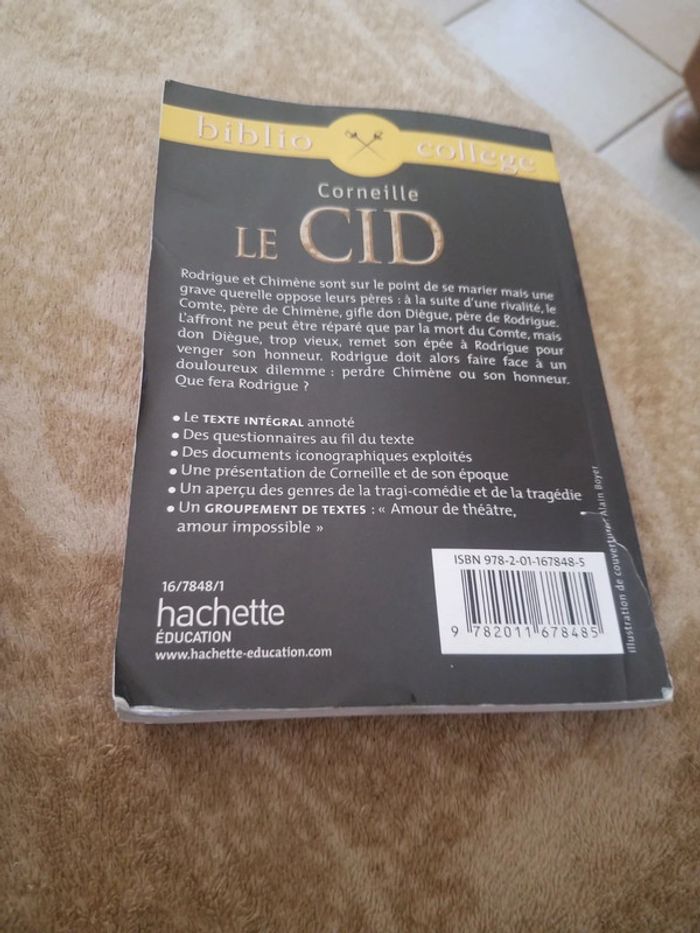 biblio collège
Corneille
LE CID
Rodrigue et Chimène sont sur le point de se marier mais une
grave querelle oppose leurs pères : à la suite d'une rivalité, le
Comte, père de Chimène, gifle don Diègue, père de Rodrigue.
L'affront ne peut être réparé que par la mort du Comte, mais
don Diègue, trop vieux, remet son épée à Rodrigue pour
venger son honneur. Rodrigue doit alors faire face à un
douloureux dilemme : perdre Chimène ou son honneur.
Que fera Rodrigue ?
• Le TEXTE INTÉGRAL annoté
• Des questionnaires au fil du texte
• Des documents iconographiques exploités
• Une présentation de Corneille et de son époque
• Un aperçu des genres de la tragi-comédie et de la tragédie
• Un GROUPEMENT DE TEXTES : « Amour de théâtre,
amour impossible »
16/7848/1
hachette
ÉDUCATION
www.hachette-education.com
ISBN 978-2-01-167848-5
9 782011 678485
Illustration de couverture : Alain Boyer